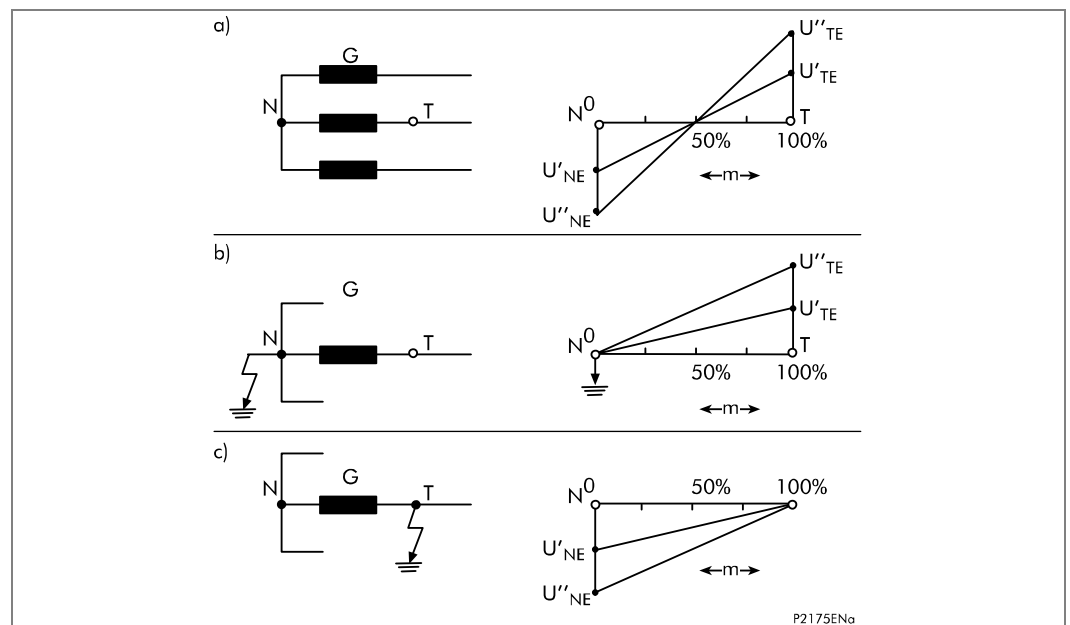 a)
G
N
T
U''TE
U'TE
N0
T
50%
100%
U'NE
m
U''NE
b)
G
N
T
U''TE
U'TE
N0
T
50%
100%
m
c)
G
N
T
N0
50%
100%
U'NE
m
U''NE
P2175ENa